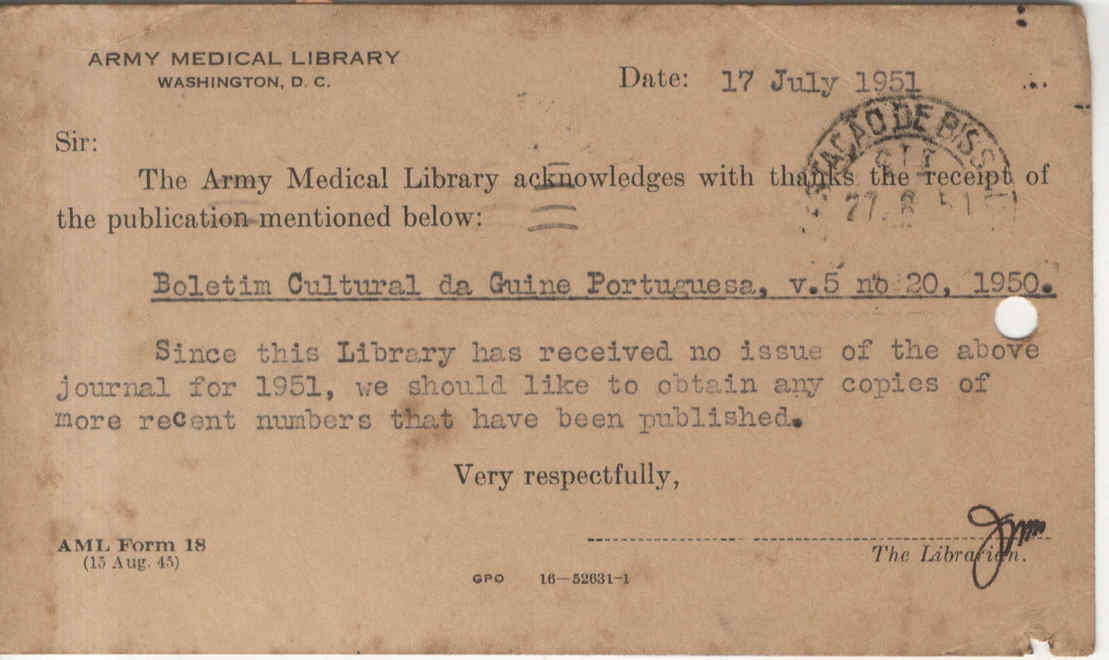 ARMY MEDICAL LIBRARY
WASHINGTON, D. C.
Date: 17 July 1951
Sir:
The Army Medical Library acknowledges with thanks the receipt of
the publication mentioned below:
Boletim Cultural da Guine Portuguesa, v.5 no 20, 1950.
Since this Library has received no issue of the above
journal for 1951, we should like to obtain any copies of
more recent numbers that have been published.
Very respectfully,
The Librarian.
AML Form 18
(15 Aug. 45)
GPO 16—52631-1
DE BISS